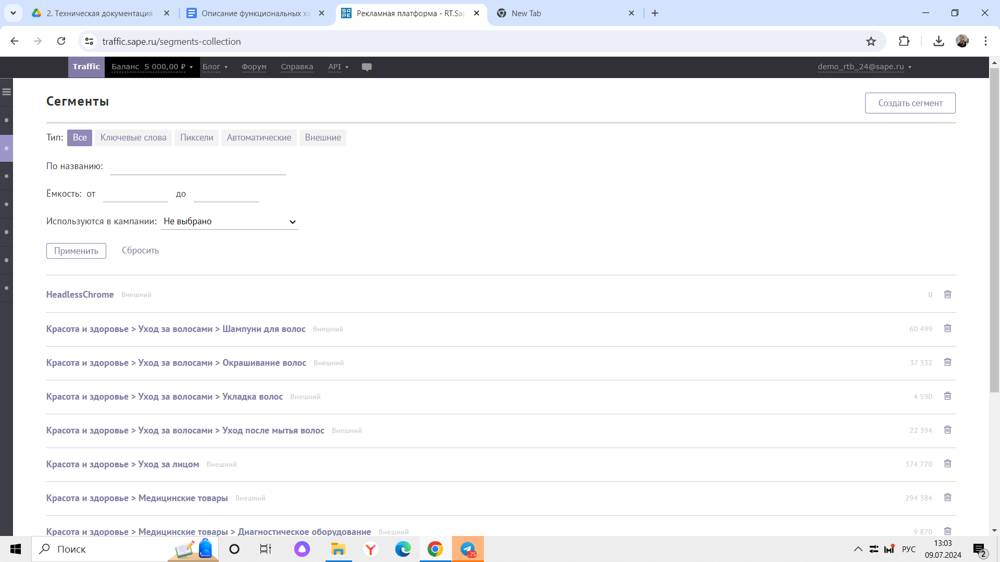 2. Техническая документация
Описание функциональных ха
Рекламная платформа - RT.Sap
New Tab
traffic.sape.ru/segments-collection
Traffic
Баланс 5 000,00 ₽
Блог
Форум
Справка
API
demo_rtb_24@sape.ru
Сегменты
Создать сегмент
Тип: Все Ключевые слова Пиксели Автоматические Внешние
По названию:
Ёмкость: от до
Используются в кампании: Не выбрано
Применить Сбросить
HeadlessChrome Внешний 0
Красота и здоровье > Уход за волосами > Шампуни для волос Внешний 60 499
Красота и здоровье > Уход за волосами > Окрашивание волос Внешний 37 332
Красота и здоровье > Уход за волосами > Укладка волос Внешний 4 590
Красота и здоровье > Уход за волосами > Уход после мытья волос Внешний 22 394
Красота и здоровье > Уход за лицом Внешний 374 770
Красота и здоровье > Медицинские товары Внешний 294 384
Красота и здоровье > Медицинские товары > Диагностическое оборудование Внешний 9 870
Поиск
..75
РУС
13:03
09.07.2024
2